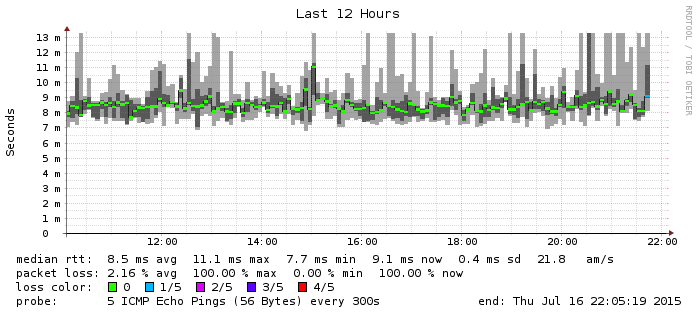 Last 12 Hours
RRDTOOL / TOBI OETIKER
Seconds
13 m
12 m
11 m
10 m
9 m
8 m
7 m
6 m
5 m
4 m
3 m
2 m
1 m
0
12:00 14:00 16:00 18:00 20:00 22:00
median rtt: 8.5 ms avg 11.1 ms max 7.7 ms min 9.1 ms now 0.4 ms sd 21.8 am/s
packet loss: 2.16 % avg 100.00 % max 0.00 % min 100.00 % now
loss color: 0 1/5 2/5 3/5 4/5
probe: 5 ICMP Echo Pings (56 Bytes) every 300s end: Thu Jul 16 22:05:19 2015